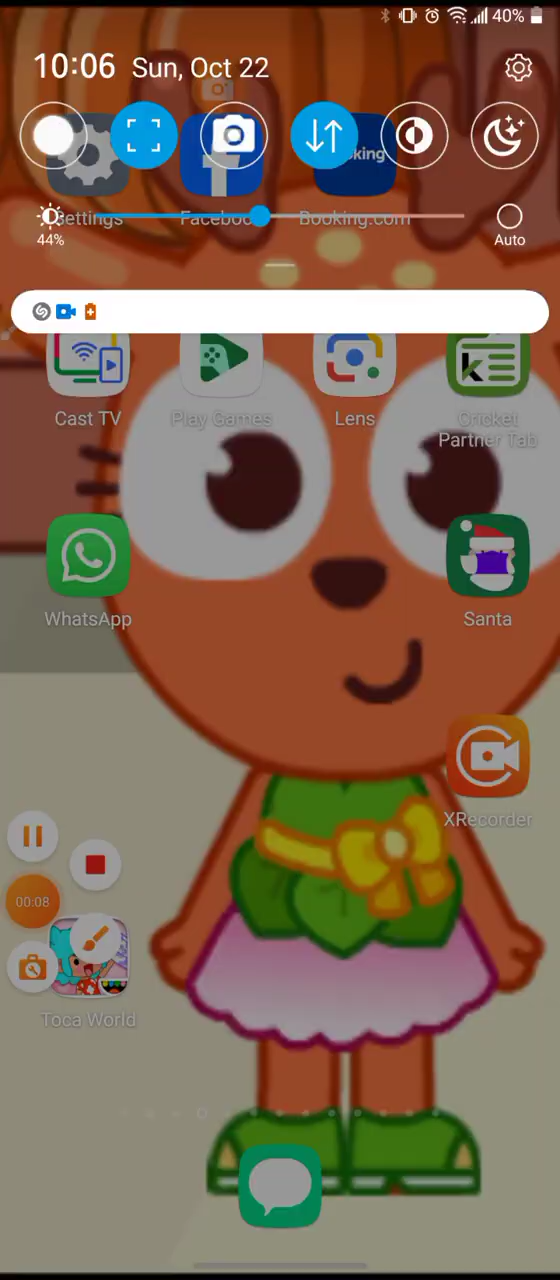 40%
10:06 Sun, Oct 22
44%
Auto
Settings Facebook Booking.com
Cast TV Play Games Lens Cricket
Partner Tab
WhatsApp Santa
XRecorder
00:08
Toca World